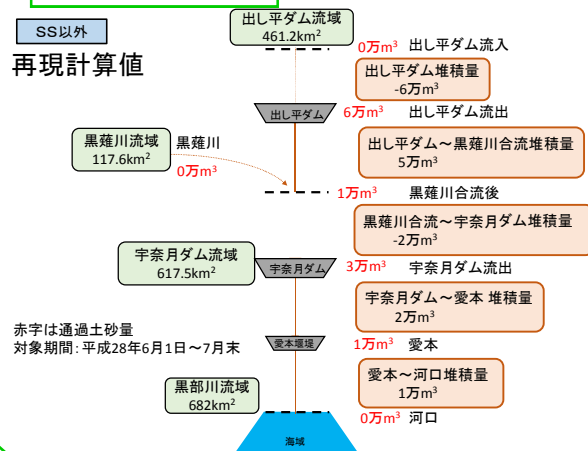 出し平ダム流域
461.2km²
SS以外
0万m³ 出し平ダム流入
再現計算値
出し平ダム堆積量
-6万m³
出し平ダム
6万m³ 出し平ダム流出
黒薙川流域
117.6km²
黒薙川
0万m³
出し平ダム～黒薙川合流堆積量
5万m³
1万m³ 黒薙川合流後
黒薙川合流～宇奈月ダム堆積量
-2万m³
宇奈月ダム流域
617.5km²
宇奈月ダム
3万m³ 宇奈月ダム流出
宇奈月ダム～愛本 堆積量
2万m³
赤字は通過土砂量
対象期間：平成28年6月1日～7月末
愛本堰堤
1万m³ 愛本
愛本～河口堆積量
1万m³
黒部川流域
682km²
0万m³ 河口
海域